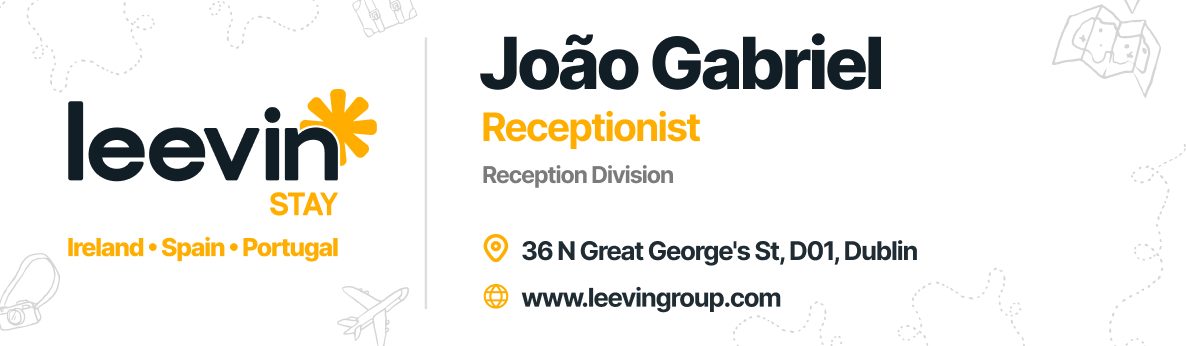 leevin
STAY
Ireland • Spain • Portugal
João Gabriel
Receptionist
Reception Division
36 N Great George's St, D01, Dublin
www.leevingroup.com